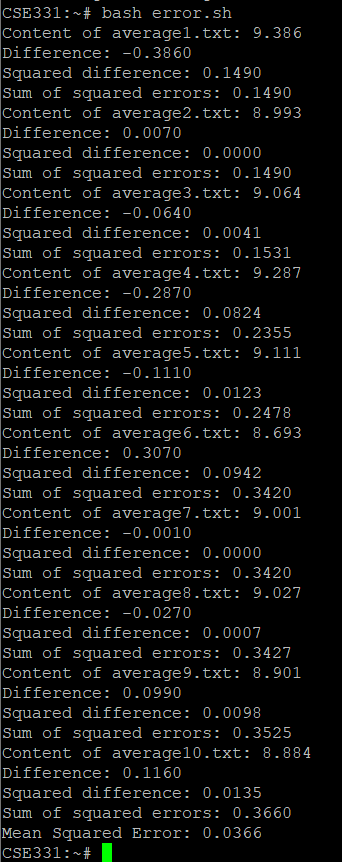 CSE331:~# bash error.sh
Content of average1.txt: 9.386
Difference: -0.3860
Squared difference: 0.1490
Sum of squared errors: 0.1490
Content of average2.txt: 8.993
Difference: 0.0070
Squared difference: 0.0000
Sum of squared errors: 0.1490
Content of average3.txt: 9.064
Difference: -0.0640
Squared difference: 0.0041
Sum of squared errors: 0.1531
Content of average4.txt: 9.287
Difference: -0.2870
Squared difference: 0.0824
Sum of squared errors: 0.2355
Content of average5.txt: 9.111
Difference: -0.1110
Squared difference: 0.0123
Sum of squared errors: 0.2478
Content of average6.txt: 8.693
Difference: 0.3070
Squared difference: 0.0942
Sum of squared errors: 0.3420
Content of average7.txt: 9.001
Difference: -0.0010
Squared difference: 0.0000
Sum of squared errors: 0.3420
Content of average8.txt: 9.027
Difference: -0.0270
Squared difference: 0.0007
Sum of squared errors: 0.3427
Content of average9.txt: 8.901
Difference: 0.0990
Squared difference: 0.0098
Sum of squared errors: 0.3525
Content of average10.txt: 8.884
Difference: 0.1160
Squared difference: 0.0135
Sum of squared errors: 0.3660
Mean Squared Error: 0.0366
CSE331:~#